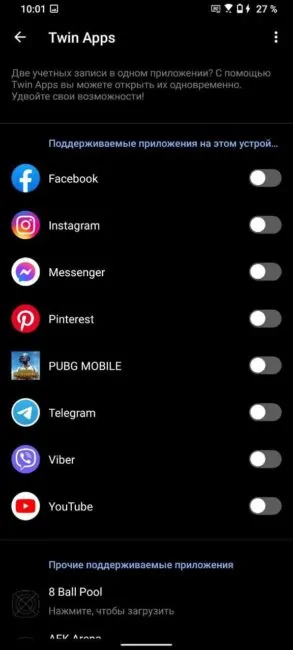 10:01 27 %
Twin Apps
Две учетных записи в одном приложении? С помощью
Twin Apps вы можете открыть их одновременно.
Удвойте свои возможности!
Поддерживаемые приложения на этом устрой...
Facebook
Instagram
Messenger
Pinterest
PUBG MOBILE
Telegram
Viber
YouTube
Прочие поддерживаемые приложения
8 Ball Pool
Нажмите, чтобы загрузить
AFK Arena